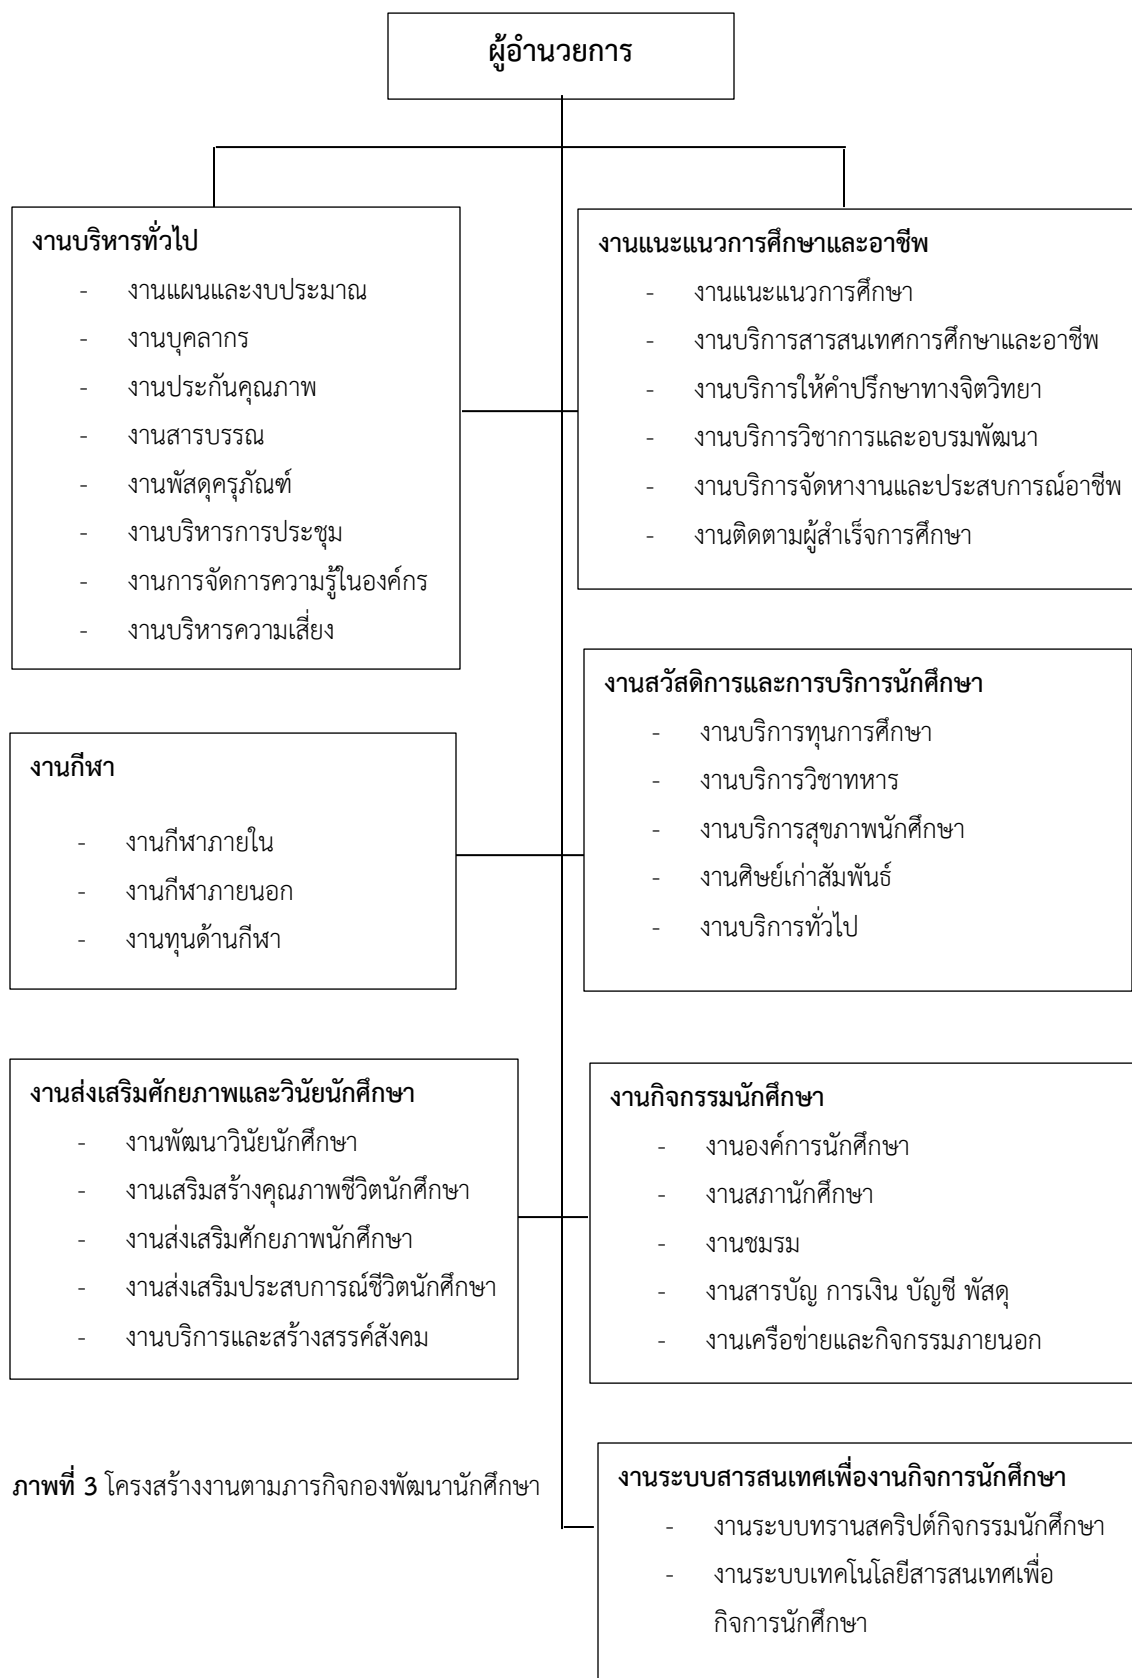 ผู้อำนวยการ
งานบริหารทั่วไป
- งานแผนและงบประมาณ
- งานบุคลากร
- งานประกันคุณภาพ
- งานสารบรรณ
- งานพัสดุครุภัณฑ์
- งานบริหารการประชุม
- งานการจัดการความรู้ในองค์กร
- งานบริหารความเสี่ยง
งานแนะแนวการศึกษาและอาชีพ
- งานแนะแนวการศึกษา
- งานบริการสารสนเทศการศึกษาและอาชีพ
- งานบริการให้คำปรึกษาทางจิตวิทยา
- งานบริการวิชาการและอบรมพัฒนา
- งานบริการจัดหางานและประสบการณ์อาชีพ
- งานติดตามผู้สำเร็จการศึกษา
งานกีฬา
- งานกีฬาภายใน
- งานกีฬาภายนอก
- งานทุนด้านกีฬา
งานสวัสดิการและการบริการนักศึกษา
- งานบริการทุนการศึกษา
- งานบริการวิชาทหาร
- งานบริการสุขภาพนักศึกษา
- งานศิษย์เก่าสัมพันธ์
- งานบริการทั่วไป
งานส่งเสริมศักยภาพและวินัยนักศึกษา
- งานพัฒนาวินัยนักศึกษา
- งานเสริมสร้างคุณภาพชีวิตนักศึกษา
- งานส่งเสริมศักยภาพนักศึกษา
- งานส่งเสริมประสบการณ์ชีวิตนักศึกษา
- งานบริการและสร้างสรรค์สังคม
งานกิจกรรมนักศึกษา
- งานองค์การนักศึกษา
- งานสภานักศึกษา
- งานชมรม
- งานสารบัญ การเงิน บัญชี พัสดุ
- งานเครือข่ายและกิจกรรมภายนอก
งานระบบสารสนเทศเพื่องานกิจการนักศึกษา
- งานระบบทรานสคริปต์กิจกรรมนักศึกษา
- งานระบบเทคโนโลยีสารสนเทศเพื่อ
กิจการนักศึกษา
ภาพที่ 3 โครงสร้างงานตามภารกิจกองพัฒนานักศึกษา